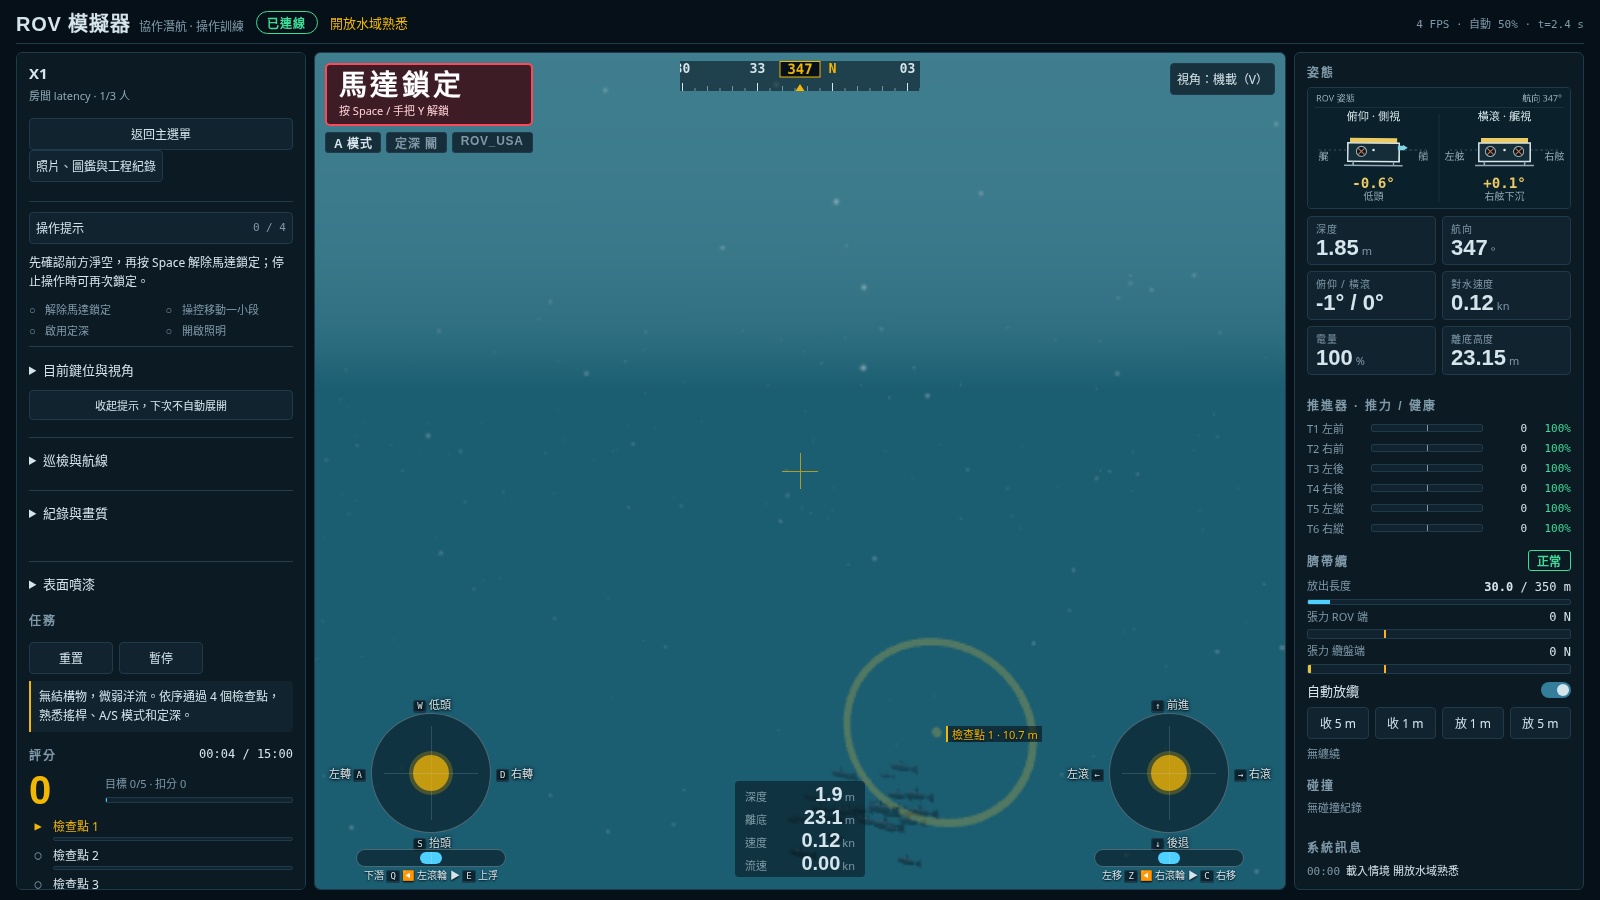 ROV 模擬器 協作潛航 · 操作訓練 已連線 開放水域熟悉
4 FPS · 自動 50% · t=2.4 s
X1
房間 latency · 1/3 人
返回主選單
照片、圖鑑與工程紀錄
操作提示 0 / 4
先確認前方淨空，再按 Space 解除馬達鎖定；停
止操作時可再次鎖定。
○ 解除馬達鎖定 ○ 操控移動一小段
○ 啟用定深 ○ 開啟照明
▶ 目前鍵位與視角
收起提示，下次不自動展開
▶ 巡檢與航線
▶ 紀錄與畫質
▶ 表面噴漆
任務
重置 暫停
無結構物，微弱洋流。依序通過 4 個檢查點，
熟悉搖桿、A/S 模式和定深。
評分 00:04 / 15:00
0 目標 0/5 · 扣分 0
▶ 檢查點 1
○ 檢查點 2
○ 檢查點 3
馬達鎖定
按 Space / 手把 Y 解鎖
A 模式 定深 關 ROV_USA
30 33 347 N 03
視角：機載（V）
檢查點 1 · 10.7 m
W 低頭
左轉 A D 右轉
S 抬頭
下潛 Q ◀ 左滾輪 ▶ E 上浮
深度 1.9 m
離底 23.1 m
速度 0.12 kn
流速 0.00 kn
↑ 前進
左滾 ← → 右滾
↓ 後退
左移 Z ◀ 右滾輪 ▶ C 右移
姿態
ROV 姿態 航向 347°
俯仰 · 側視 橫滾 · 艉視
艉 艏 左舷 右舷
-0.6° +0.1°
低頭 右舷下沉
深度 航向
1.85 m 347 °
俯仰 / 橫滾 對水速度
-1° / 0° 0.12 kn
電量 離底高度
100 % 23.15 m
推進器 · 推力 / 健康
T1 左前 0 100%
T2 右前 0 100%
T3 左後 0 100%
T4 右後 0 100%
T5 左縱 0 100%
T6 右縱 0 100%
臍帶纜 正常
放出長度 30.0 / 350 m
張力 ROV 端 0 N
張力 纜盤端 0 N
自動放纜
收 5 m 收 1 m 放 1 m 放 5 m
無纏繞
碰撞
無碰撞紀錄
系統訊息
00:00 載入情境 開放水域熟悉